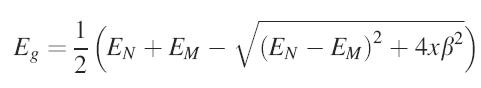 $E_g = \frac{1}{2}\left(E_N + E_M - \sqrt{(E_N - E_M)^2 + 4x\beta^2}\right)$